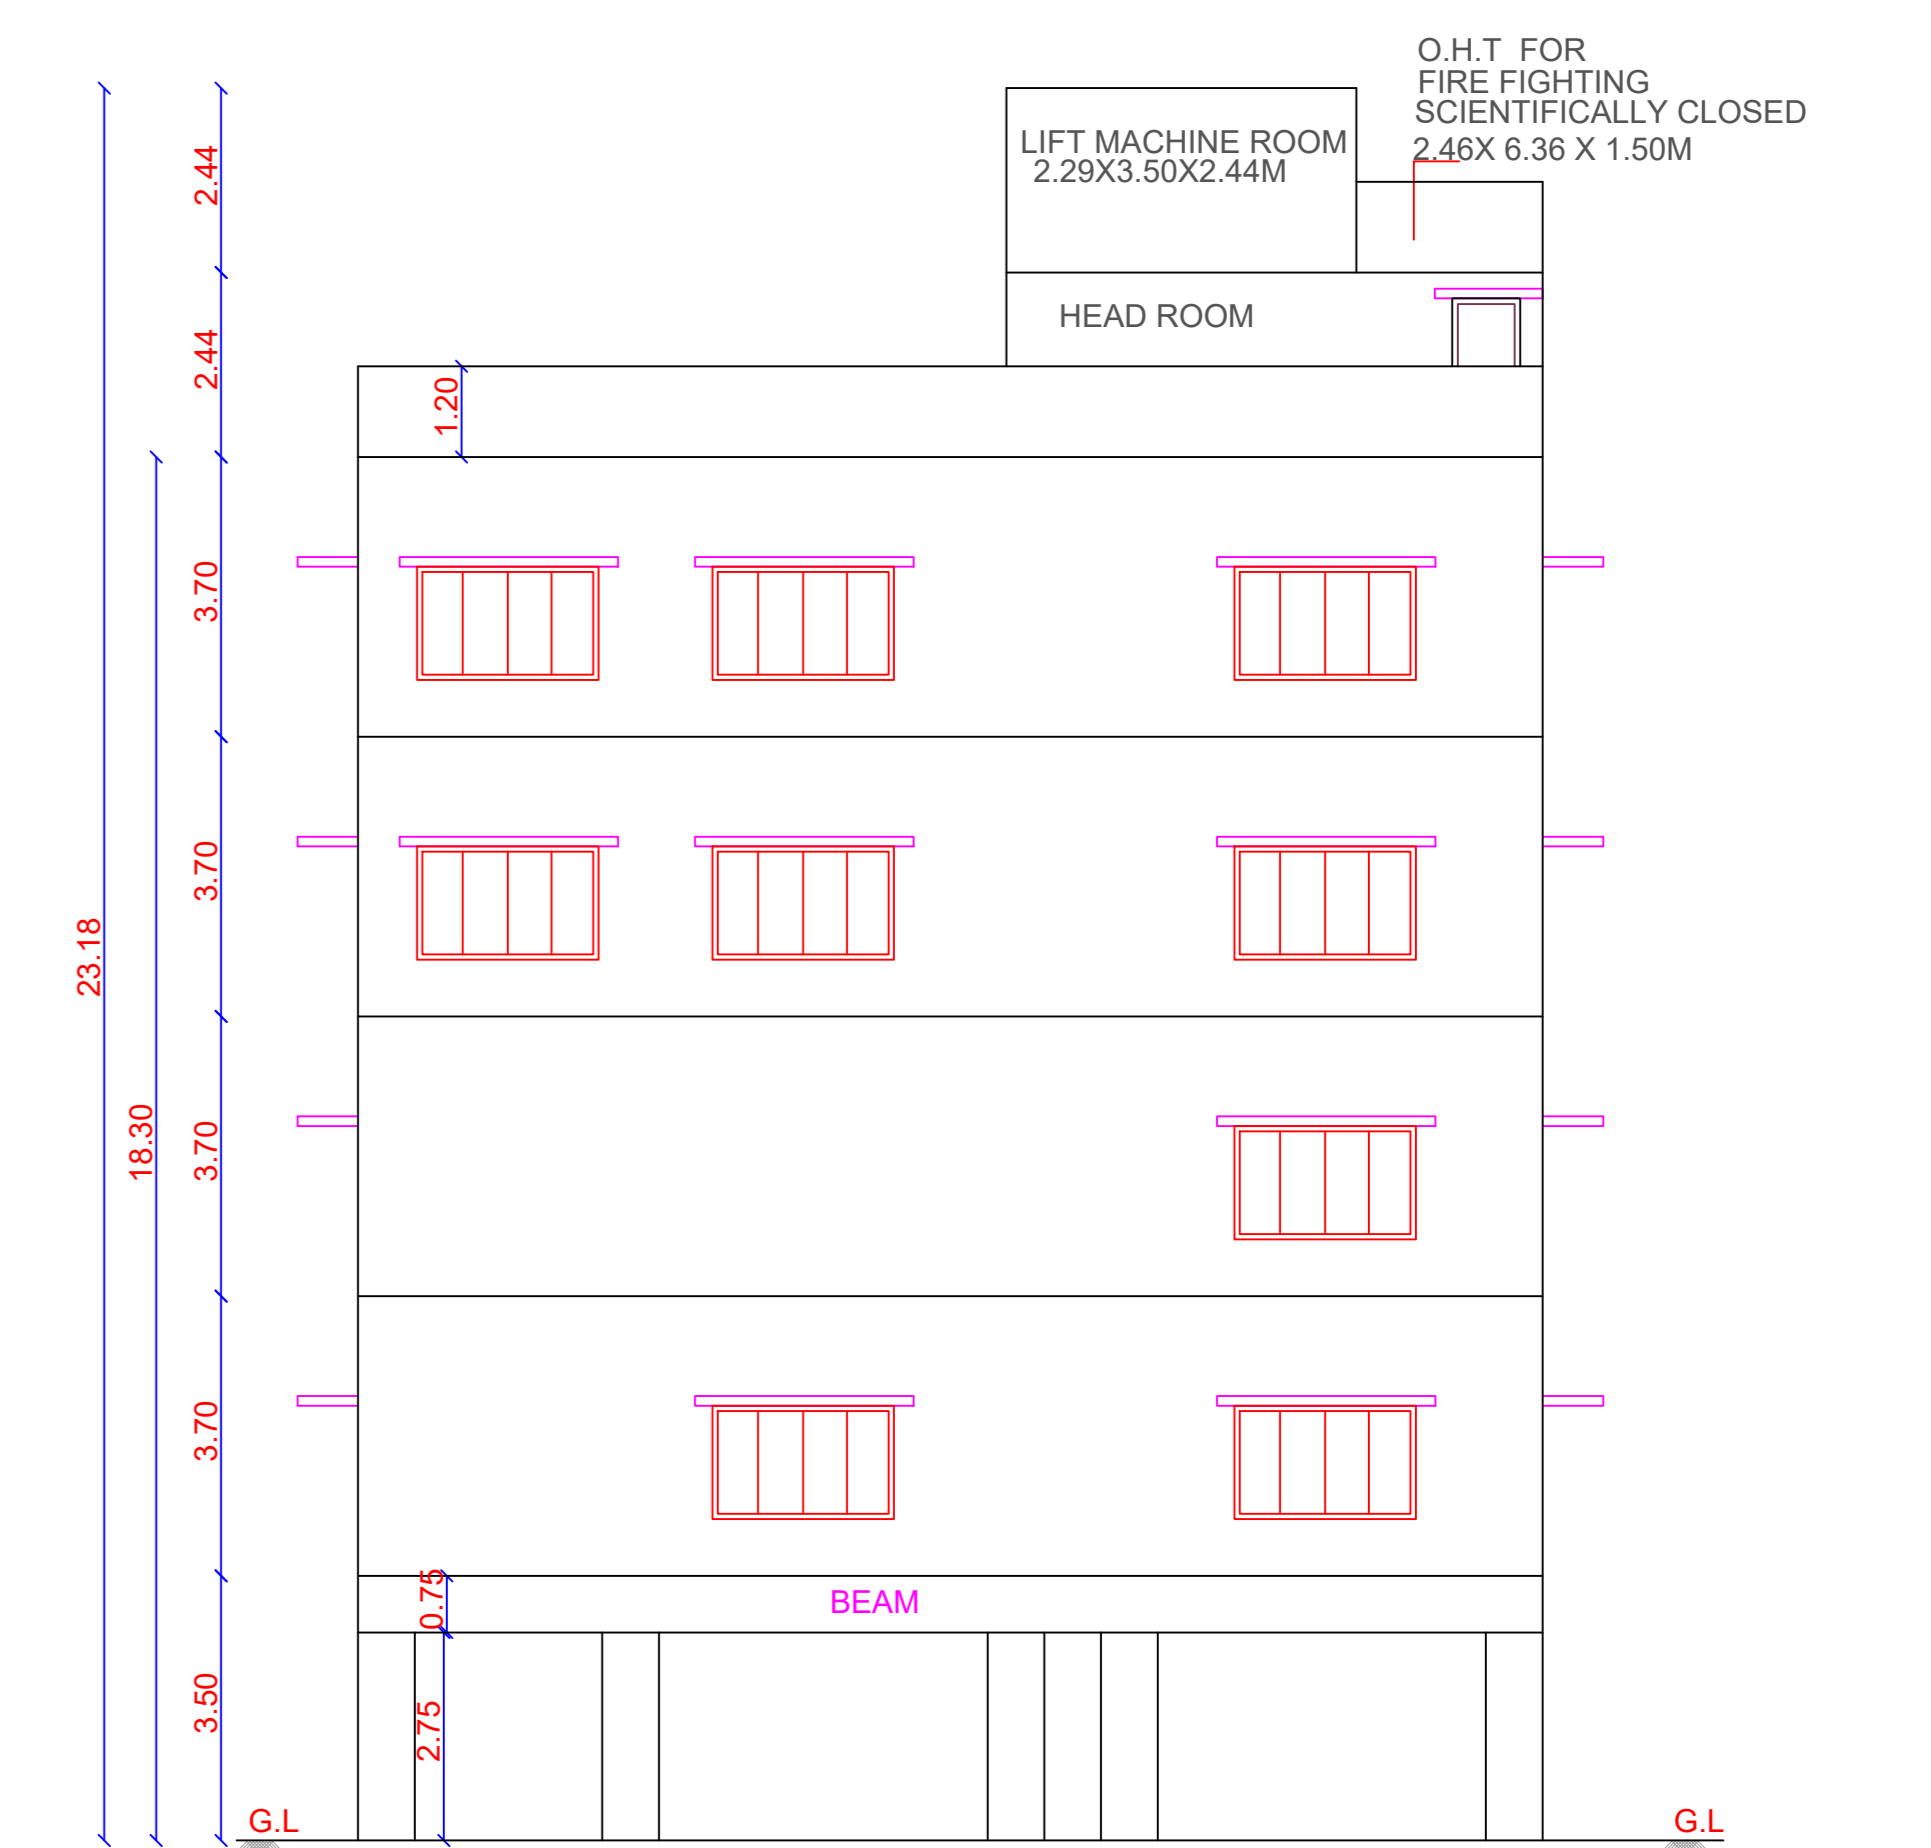 O.H.T FOR
FIRE FIGHTING
SCIENTIFICALLY CLOSED
2.46X 6.36 X 1.50M
LIFT MACHINE ROOM
2.29X3.50X2.44M
2.44
HEAD ROOM
2.44
1.20
3.70
3.70
23.18
18.30
3.70
3.70
0.75
BEAM
3.50
2.75
G.L
G.L